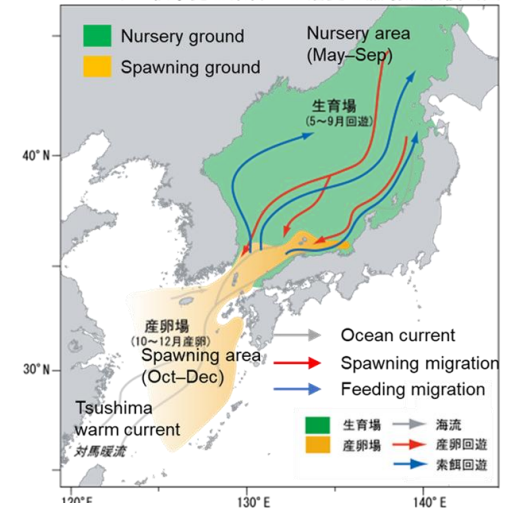 Nursery ground
Spawning ground
Nursery area
(May–Sep)
生育場
(5〜9月回遊)
40°N
産卵場
(10〜12月産卵)
Spawning area
(Oct–Dec)
30°N
Tsushima
warm current
対馬暖流
Ocean current
Spawning migration
Feeding migration
生育場
海流
産卵場
産卵回遊
索餌回遊
120°E
130°E
140°E